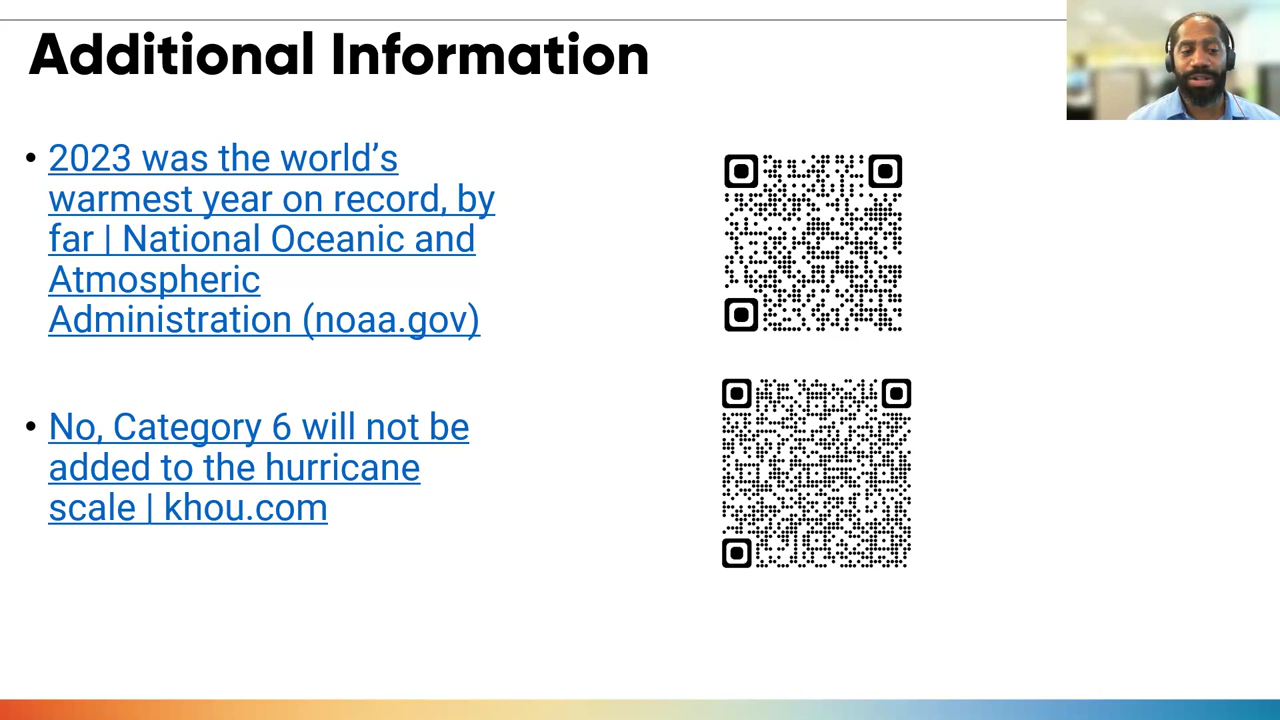 Additional Information
• 2023 was the world’s
warmest year on record, by
far | National Oceanic and
Atmospheric
Administration (noaa.gov)
• No, Category 6 will not be
added to the hurricane
scale | khou.com